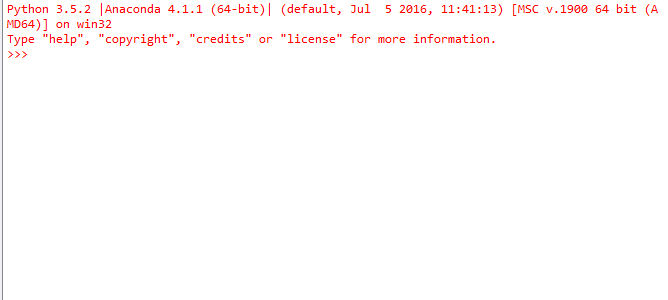 Python 3.5.2 |Anaconda 4.1.1 (64-bit)| (default, Jul  5 2016, 11:41:13) [MSC v.1900 64 bit (A
MD64)] on win32
Type "help", "copyright", "credits" or "license" for more information.
>>>